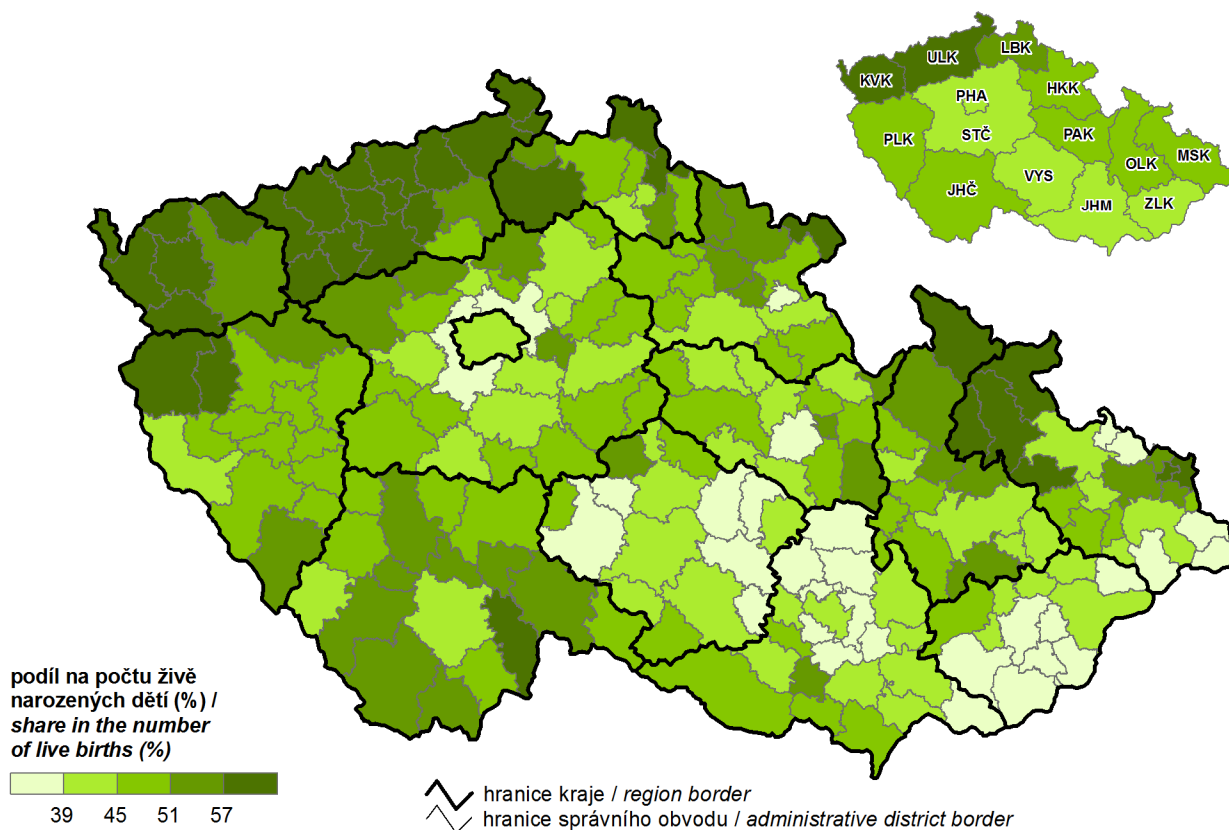 LBK
ULK
KVK
HKK
PHA
STČ
PAK
PLK
OLK
MSK
VYS
JHČ
ZLK
JHM
podíl na počtu živě
narozených dětí (%) /
share in the number
of live births (%)
39 45 51 57
hranice kraje / region border
hranice správního obvodu / administrative district border